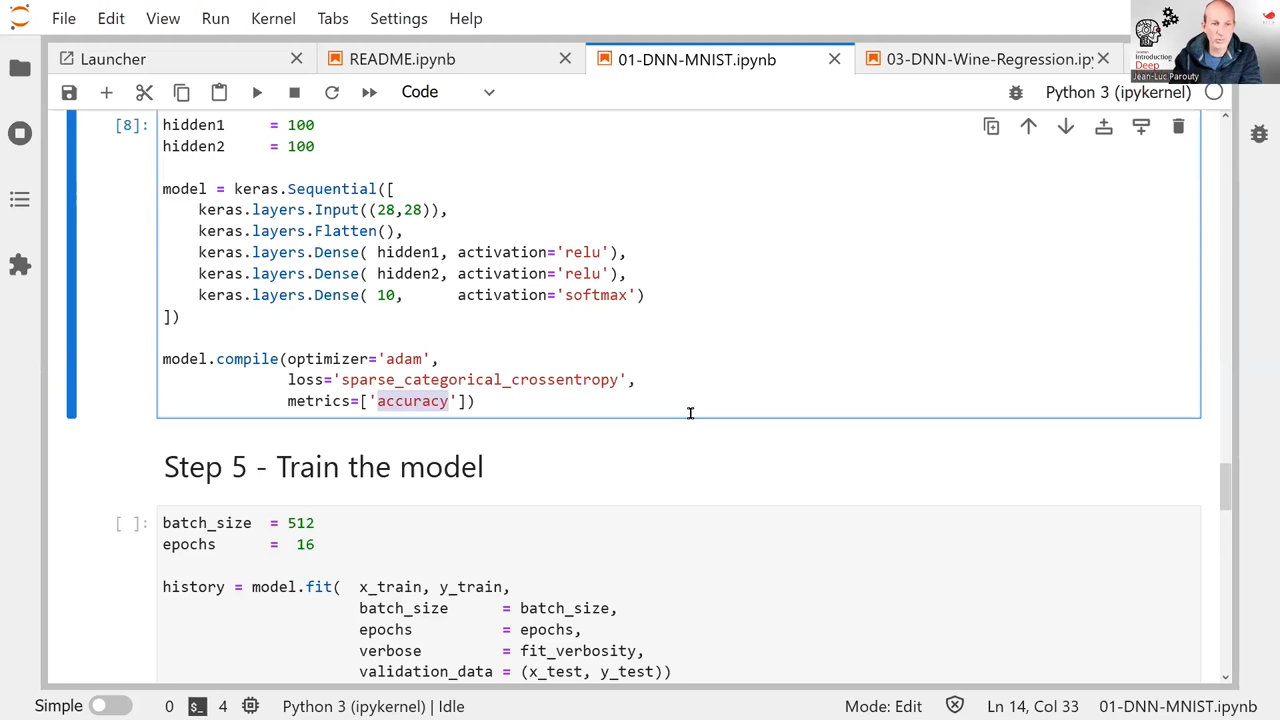 File Edit View Run Kernel Tabs Settings Help
Introduction
Deep
Jean-Luc Parouty
Launcher README.ipynb 01-DNN-MNIST.ipynb 03-DNN-Wine-Regression.ip
Code Python 3 (ipykernel)
[8]: hidden1 = 100
hidden2 = 100
model = keras.Sequential([
keras.layers.Input((28,28)),
keras.layers.Flatten(),
keras.layers.Dense( hidden1, activation='relu'),
keras.layers.Dense( hidden2, activation='relu'),
keras.layers.Dense( 10, activation='softmax')
])
model.compile(optimizer='adam',
loss='sparse_categorical_crossentropy',
metrics=['accuracy'])
Step 5 - Train the model
[ ]: batch_size = 512
epochs = 16
history = model.fit( x_train, y_train,
batch_size = batch_size,
epochs = epochs,
verbose = fit_verbosity,
validation_data = (x_test, y_test))
Simple 0 4 Python 3 (ipykernel) | Idle Mode: Edit Ln 14, Col 33 01-DNN-MNIST.ipynb